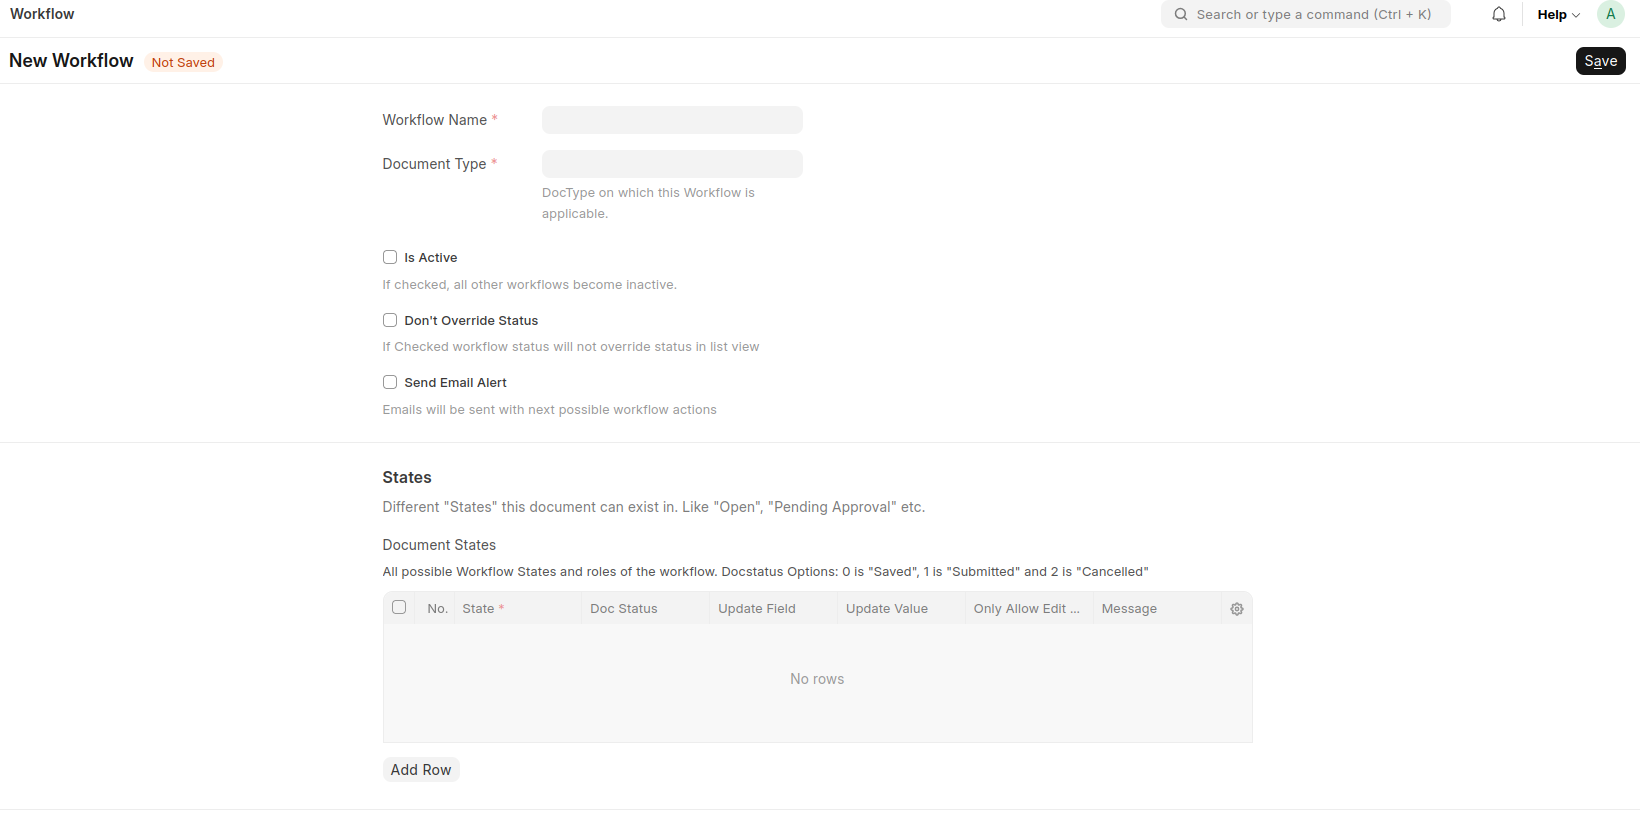 Workflow
Search or type a command (Ctrl + K)
Help
A
New Workflow
Not Saved
Save
Workflow Name *
Document Type *
DocType on which this Workflow is
applicable.
Is Active
If checked, all other workflows become inactive.
Don't Override Status
If Checked workflow status will not override status in list view
Send Email Alert
Emails will be sent with next possible workflow actions
States
Different "States" this document can exist in. Like "Open", "Pending Approval" etc.
Document States
All possible Workflow States and roles of the workflow. Docstatus Options: 0 is "Saved", 1 is "Submitted" and 2 is "Cancelled"
No. State * Doc Status Update Field Update Value Only Allow Edit ... Message
No rows
Add Row